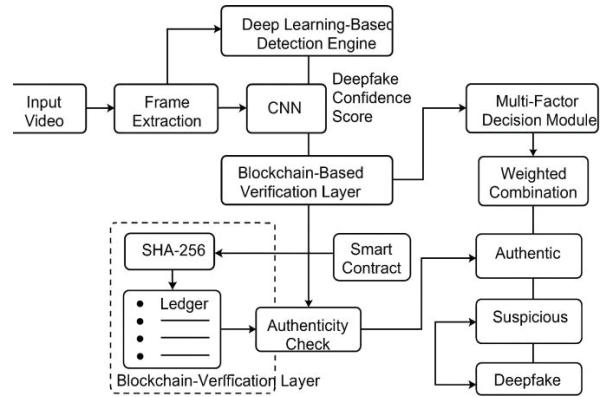 Deep Learning-Based
Detection Engine
Input
Video
Frame
Extraction
CNN
Deepfake
Confidence
Score
Multi-Factor
Decision Module
Blockchain-Based
Verification Layer
Weighted
Combination
SHA-256
Smart
Contract
Authentic
Ledger
Authenticity
Check
Suspicious
Blockchain-Verffication Layer
Deepfake